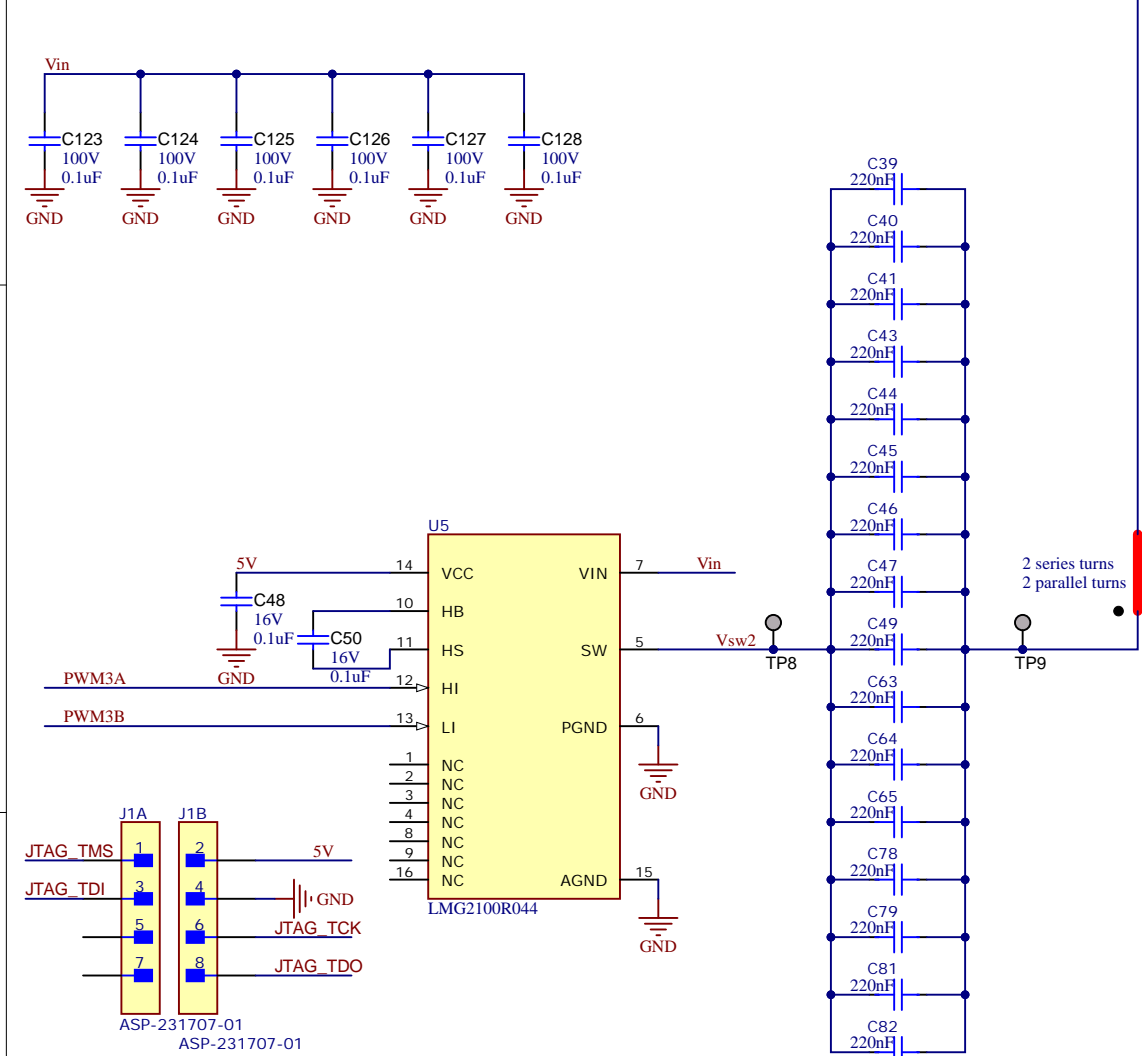 Vin
C123
100V
0.1uF
GND
C124
100V
0.1uF
GND
C125
100V
0.1uF
GND
C126
100V
0.1uF
GND
C127
100V
0.1uF
GND
C128
100V
0.1uF
GND
C39
220nF
C40
220nF
C41
220nF
C43
220nF
C44
220nF
C45
220nF
C46
220nF
C47
220nF
C49
220nF
C63
220nF
C64
220nF
C65
220nF
C78
220nF
C79
220nF
C81
220nF
C82
220nF
2 series turns
2 parallel turns
TP8
TP9
Vsw2
Vin
U5
14 VCC
10 HB
11 HS
12 HI
13 LI
1 NC
2 NC
3 NC
4 NC
8 NC
9 NC
16 NC
VIN 7
SW 5
PGND 6
AGND 15
GND
GND
LMG2100R044
5V
C48
16V
0.1uF
GND
C50
16V
0.1uF
PWM3A
PWM3B
J1A
JTAG_TMS 1
JTAG_TDI 3
5
7
ASP-231707-01
J1B
2 5V
4 GND
6 JTAG_TCK
8 JTAG_TDO
ASP-231707-01